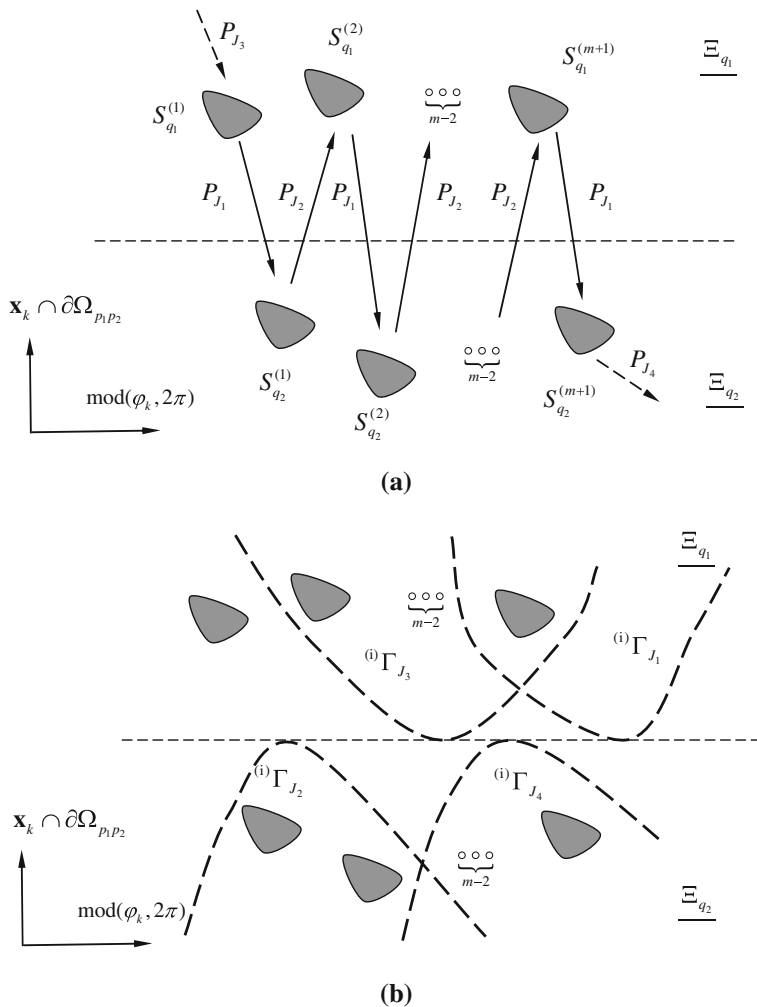 P_{J_3}
S_{q_1}^{(1)}
S_{q_1}^{(2)}
m-2
S_{q_1}^{(m+1)}
Ξ_{q_1}
P_{J_1} P_{J_2} P_{J_1} P_{J_2} P_{J_2} P_{J_1}
x_k ∩ ∂Ω_{p_1p_2}
mod(φ_k, 2π)
S_{q_2}^{(1)}
S_{q_2}^{(2)}
m-2
S_{q_2}^{(m+1)}
P_{J_4}
Ξ_{q_2}
(a)
Ξ_{q_1}
m-2
^{(i)}Γ_{J_3}
^{(i)}Γ_{J_1}
^{(i)}Γ_{J_2}
^{(i)}Γ_{J_4}
x_k ∩ ∂Ω_{p_1p_2}
m-2
mod(φ_k, 2π)
Ξ_{q_2}
(b)